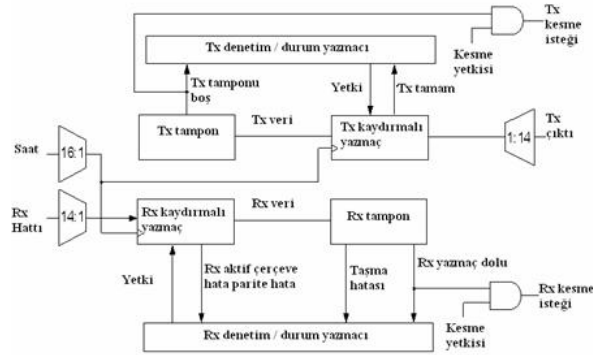 Tx
kesme
isteği
Tx denetim / durum yazmacı
Kesme
yetkisi
Tx tamponu
boş
Yetki
Tx tamam
Tx veri
Tx tampon
Tx kaydırmalı
yazmaç
1:14
Tx
çıktı
Saat
16:1
Rx
Hattı
14:1
Rx kaydırmalı
yazmaç
Rx veri
Rx tampon
Yetki
Rx aktif çerçeve
hata parite hata
Taşma
hatası
Rx yazmaç dolu
Rx kesme
isteği
Kesme
yetkisi
Rx denetim / durum yazmacı